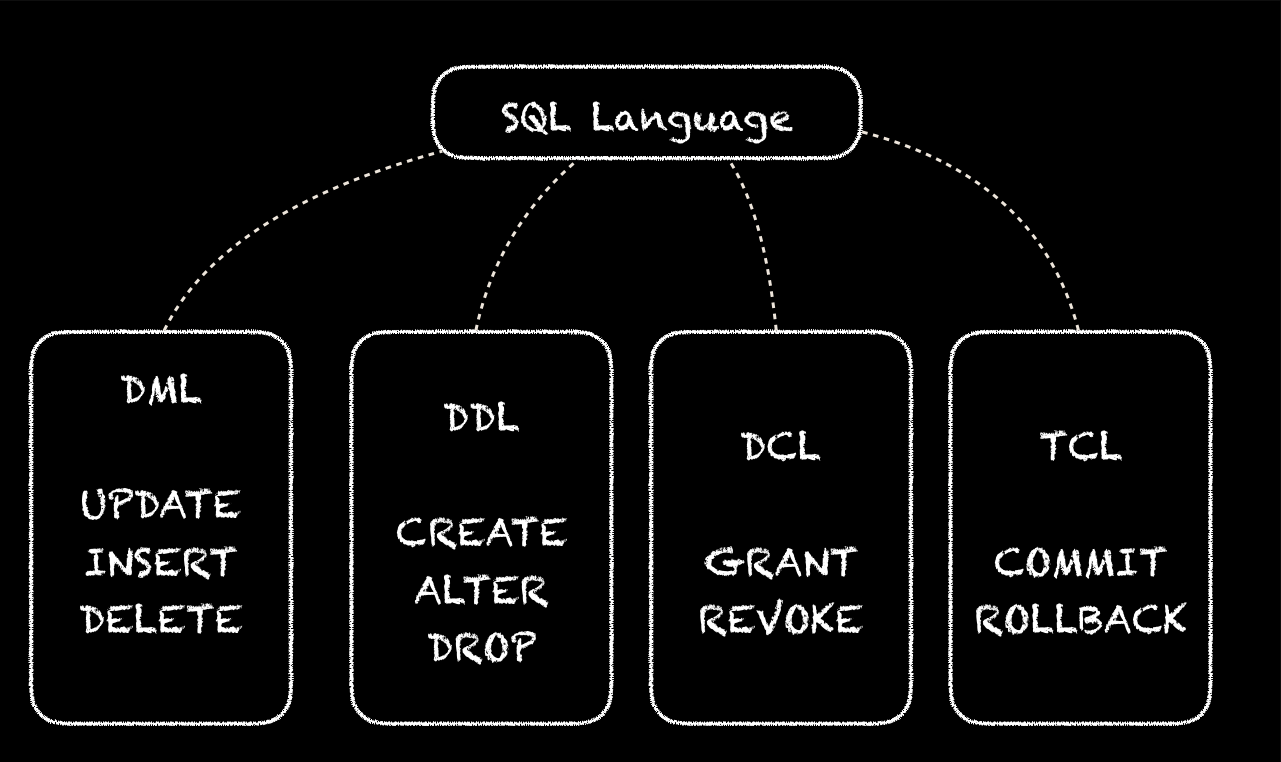 SQL Language
DML
UPDATE
INSERT
DELETE
DDL
CREATE
ALTER
DROP
DCL
GRANT
REVOKE
TCL
COMMIT
ROLLBACK